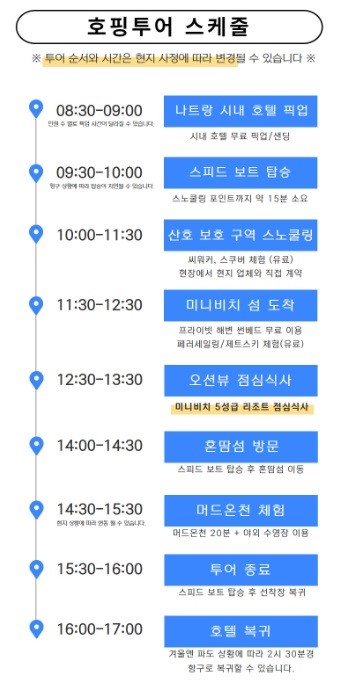 호핑투어 스케줄
※ 투어 순서와 시간은 현지 사정에 따라 변경될 수 있습니다 ※
08:30-09:00
나트랑 시내 호텔 픽업
인원 수 별로 픽업 시간이 달라질 수 있습니다.
시내 호텔 무료 픽업/샌딩
09:30-10:00
스피드 보트 탑승
항구 상황에 따라 탑승이 지연될 수 있습니다.
스노쿨링 포인트까지 약 15분 소요
10:00-11:30
산호 보호 구역 스노쿨링
씨워커, 스쿠버 체험 (유료)
현장에서 현지 업체와 직접 계약
11:30-12:30
미니비치 섬 도착
프라이빗 해변 썬베드 무료 이용
페러세일링/제트스키 체험(유료)
12:30-13:30
오션뷰 점심식사
미니비치 5성급 리조트 점심식사
14:00-14:30
혼땀섬 방문
스피드 보트 탑승 후 혼땀섬 이동
14:30-15:30
머드온천 체험
현지 상황에 따라 변동 될 수 있습니다.
머드온천 20분 + 야외 수영장 이용
15:30-16:00
투어 종료
스피드 보트 탑승 후 선착장 복귀
16:00-17:00
호텔 복귀
겨울엔 파도 상황에 따라 2시 30분경
항구로 복귀할 수 있습니다.